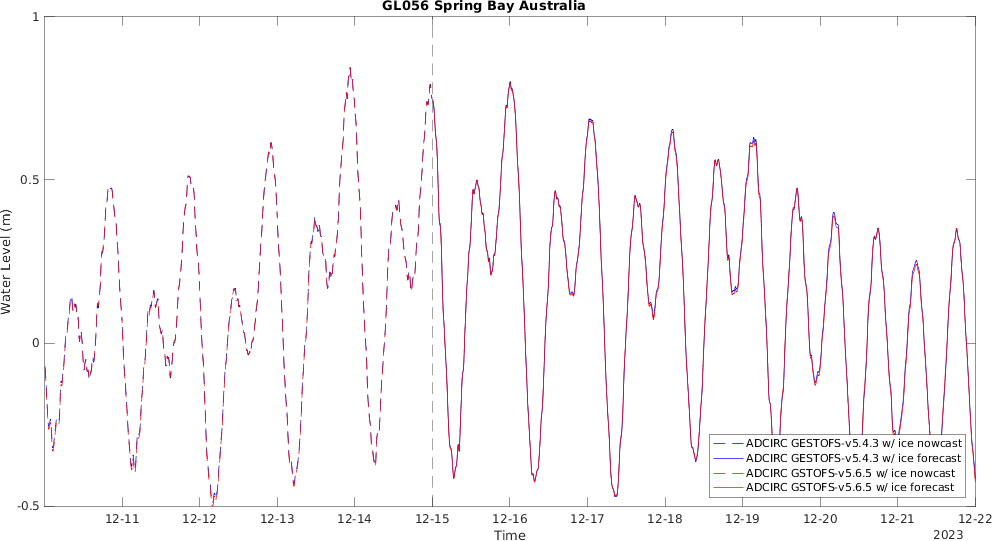 GL056 Spring Bay Australia
Water Level (m)
1
0.5
0
-0.5
12-11 12-12 12-13 12-14 12-15 12-16 12-17 12-18 12-19 12-20 12-21 12-22
Time
2023
ADCIRC GESTOFS-v5.4.3 w/ ice nowcast
ADCIRC GESTOFS-v5.4.3 w/ ice forecast
ADCIRC GSTOFS-v5.6.5 w/ ice nowcast
ADCIRC GSTOFS-v5.6.5 w/ ice forecast